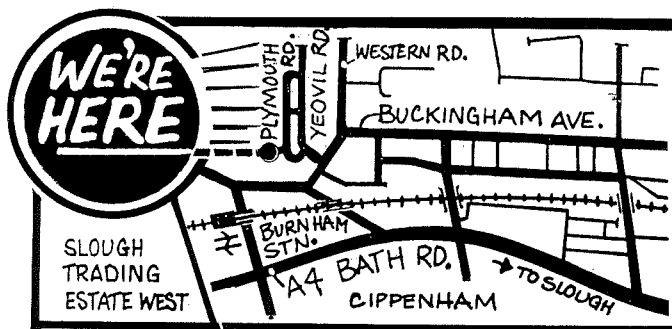 WE'RE
HERE
PLYMOUTH
RD.
YEOVIL RD.
WESTERN RD.
BUCKINGHAM AVE.
BURNHAM
STN.
SLOUGH
TRADING
ESTATE WEST
A4 BATH RD.
CIPPENHAM
TO SLOUGH